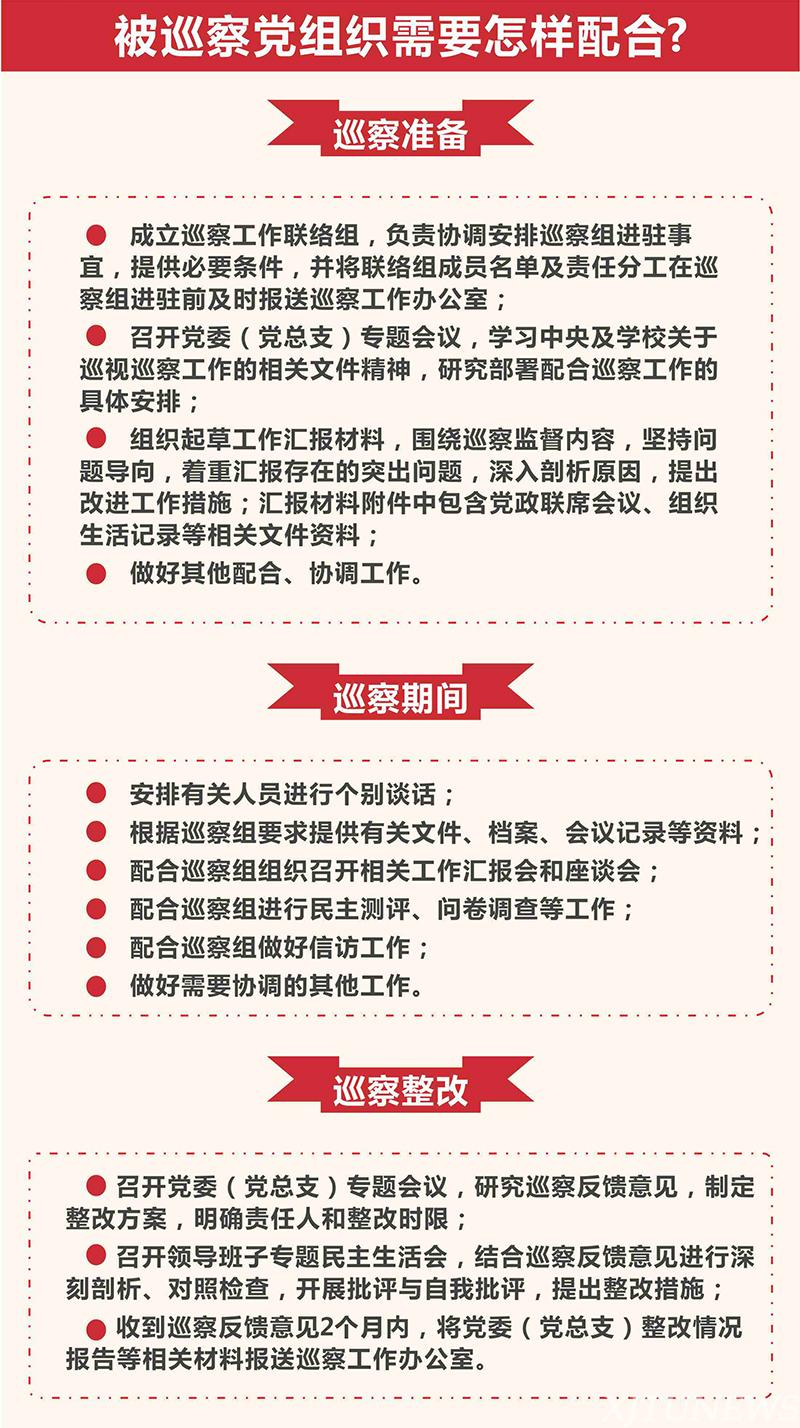 被巡察党组织需要怎样配合?
巡察准备
● 成立巡察工作联络组，负责协调安排巡察组进驻事
宜，提供必要条件，并将联络组成员名单及责任分工在巡
察组进驻前及时报送巡察工作办公室；
● 召开党委（党总支）专题会议，学习中央及学校关于
巡视巡察工作的相关文件精神，研究部署配合巡察工作的
具体安排；
● 组织起草工作汇报材料，围绕巡察监督内容，坚持问
题导向，着重汇报存在的突出问题，深入剖析原因，提出
改进工作措施；汇报材料附件中包含党政联席会议、组织
生活记录等相关文件资料；
● 做好其他配合、协调工作。
巡察期间
● 安排有关人员进行个别谈话；
● 根据巡察组要求提供有关文件、档案、会议记录等资料；
● 配合巡察组组织召开相关工作汇报会和座谈会；
● 配合巡察组进行民主测评、问卷调查等工作；
● 配合巡察组做好信访工作；
● 做好需要协调的其他工作。
巡察整改
● 召开党委（党总支）专题会议，研究巡察反馈意见，制定
整改方案，明确责任人和整改时限；
● 召开领导班子专题民主生活会，结合巡察反馈意见进行深
刻剖析、对照检查，开展批评与自我批评，提出整改措施；
● 收到巡察反馈意见2个月内，将党委（党总支）整改情况
报告等相关材料报送巡察工作办公室。
XJTUNEWS